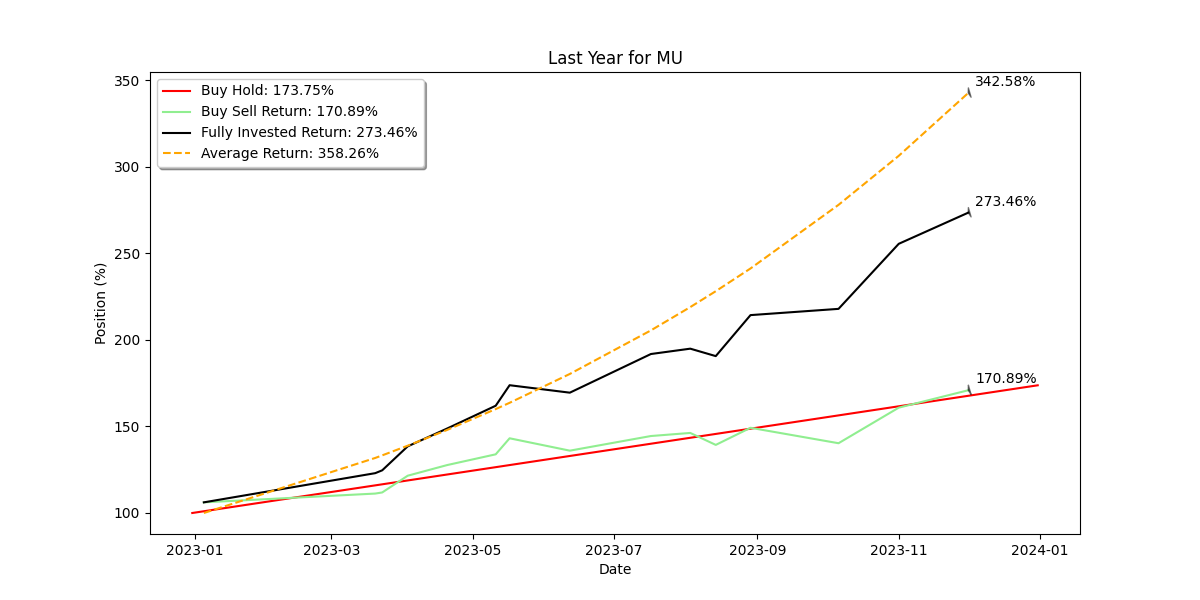 Last Year for MU
350
300
250
200
150
100
Position (%)
Buy Hold: 173.75%
Buy Sell Return: 170.89%
Fully Invested Return: 273.46%
Average Return: 358.26%
342.58%
273.46%
170.89%
2023-01
2023-03
2023-05
2023-07
2023-09
2023-11
2024-01
Date